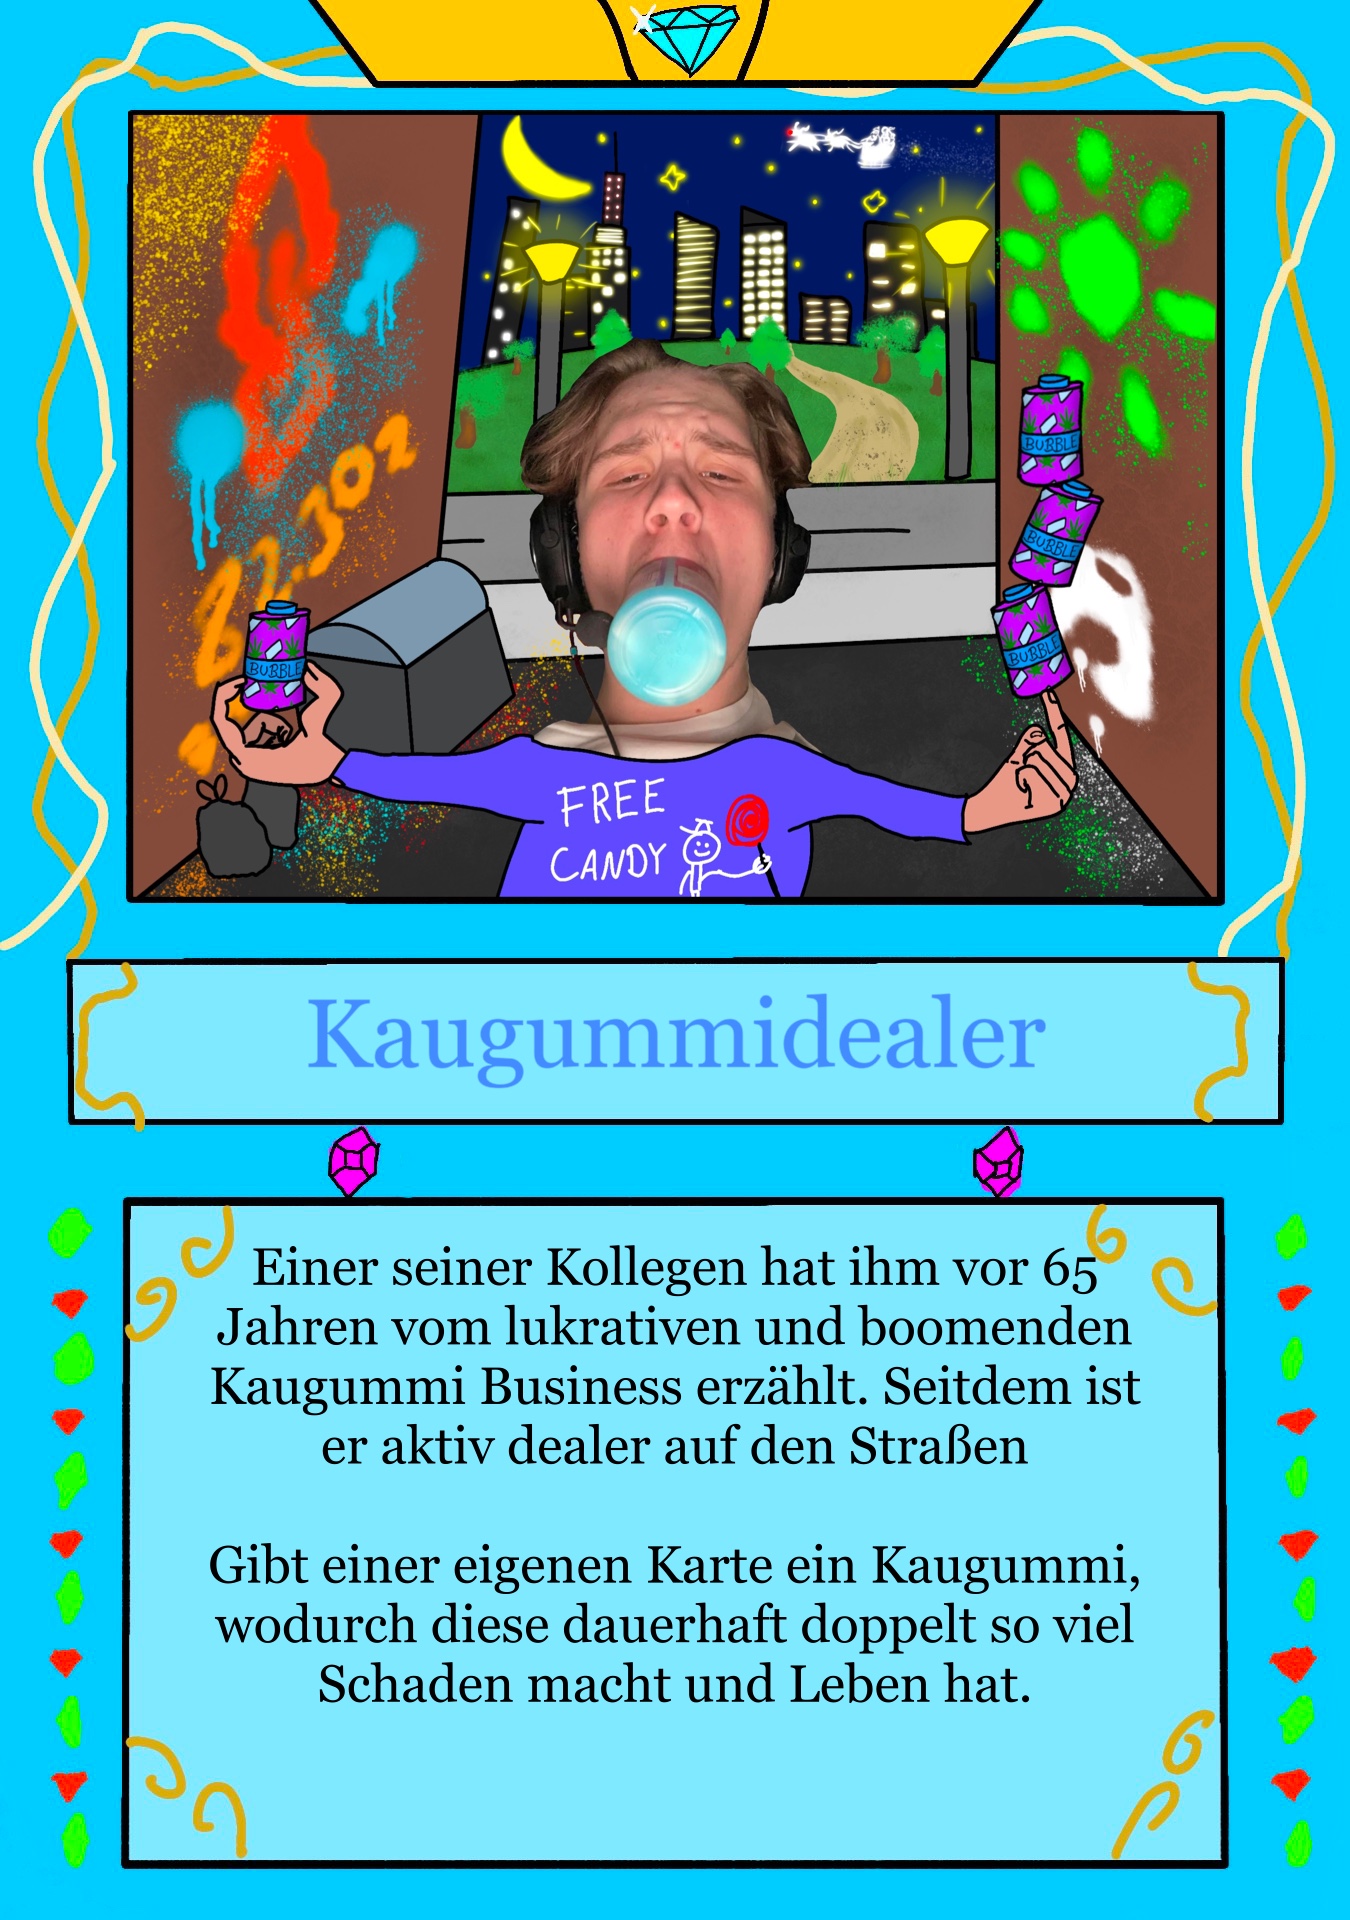 BUBBLE
BUBBLE
BUBBLE
BUBBLE
FREE
CANDY
Kaugummidealer
Einer seiner Kollegen hat ihm vor 65
Jahren vom lukrativen und boomenden
Kaugummi Business erzählt. Seitdem ist
er aktiv dealer auf den Straßen
Gibt einer eigenen Karte ein Kaugummi,
wodurch diese dauerhaft doppelt so viel
Schaden macht und Leben hat.